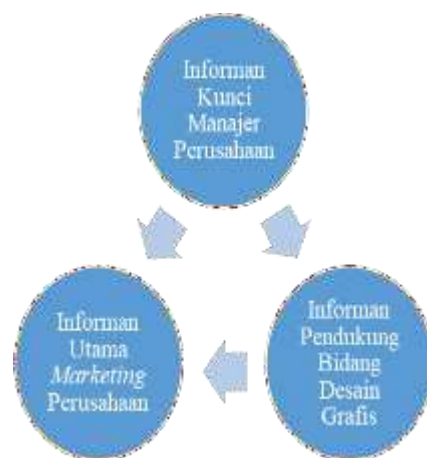 Informan
Kunci
Manajer
Perusahaan
Informan
Utama
Marketing
Perusahaan
Informan
Pendukung
Bidang
Desain
Grafis